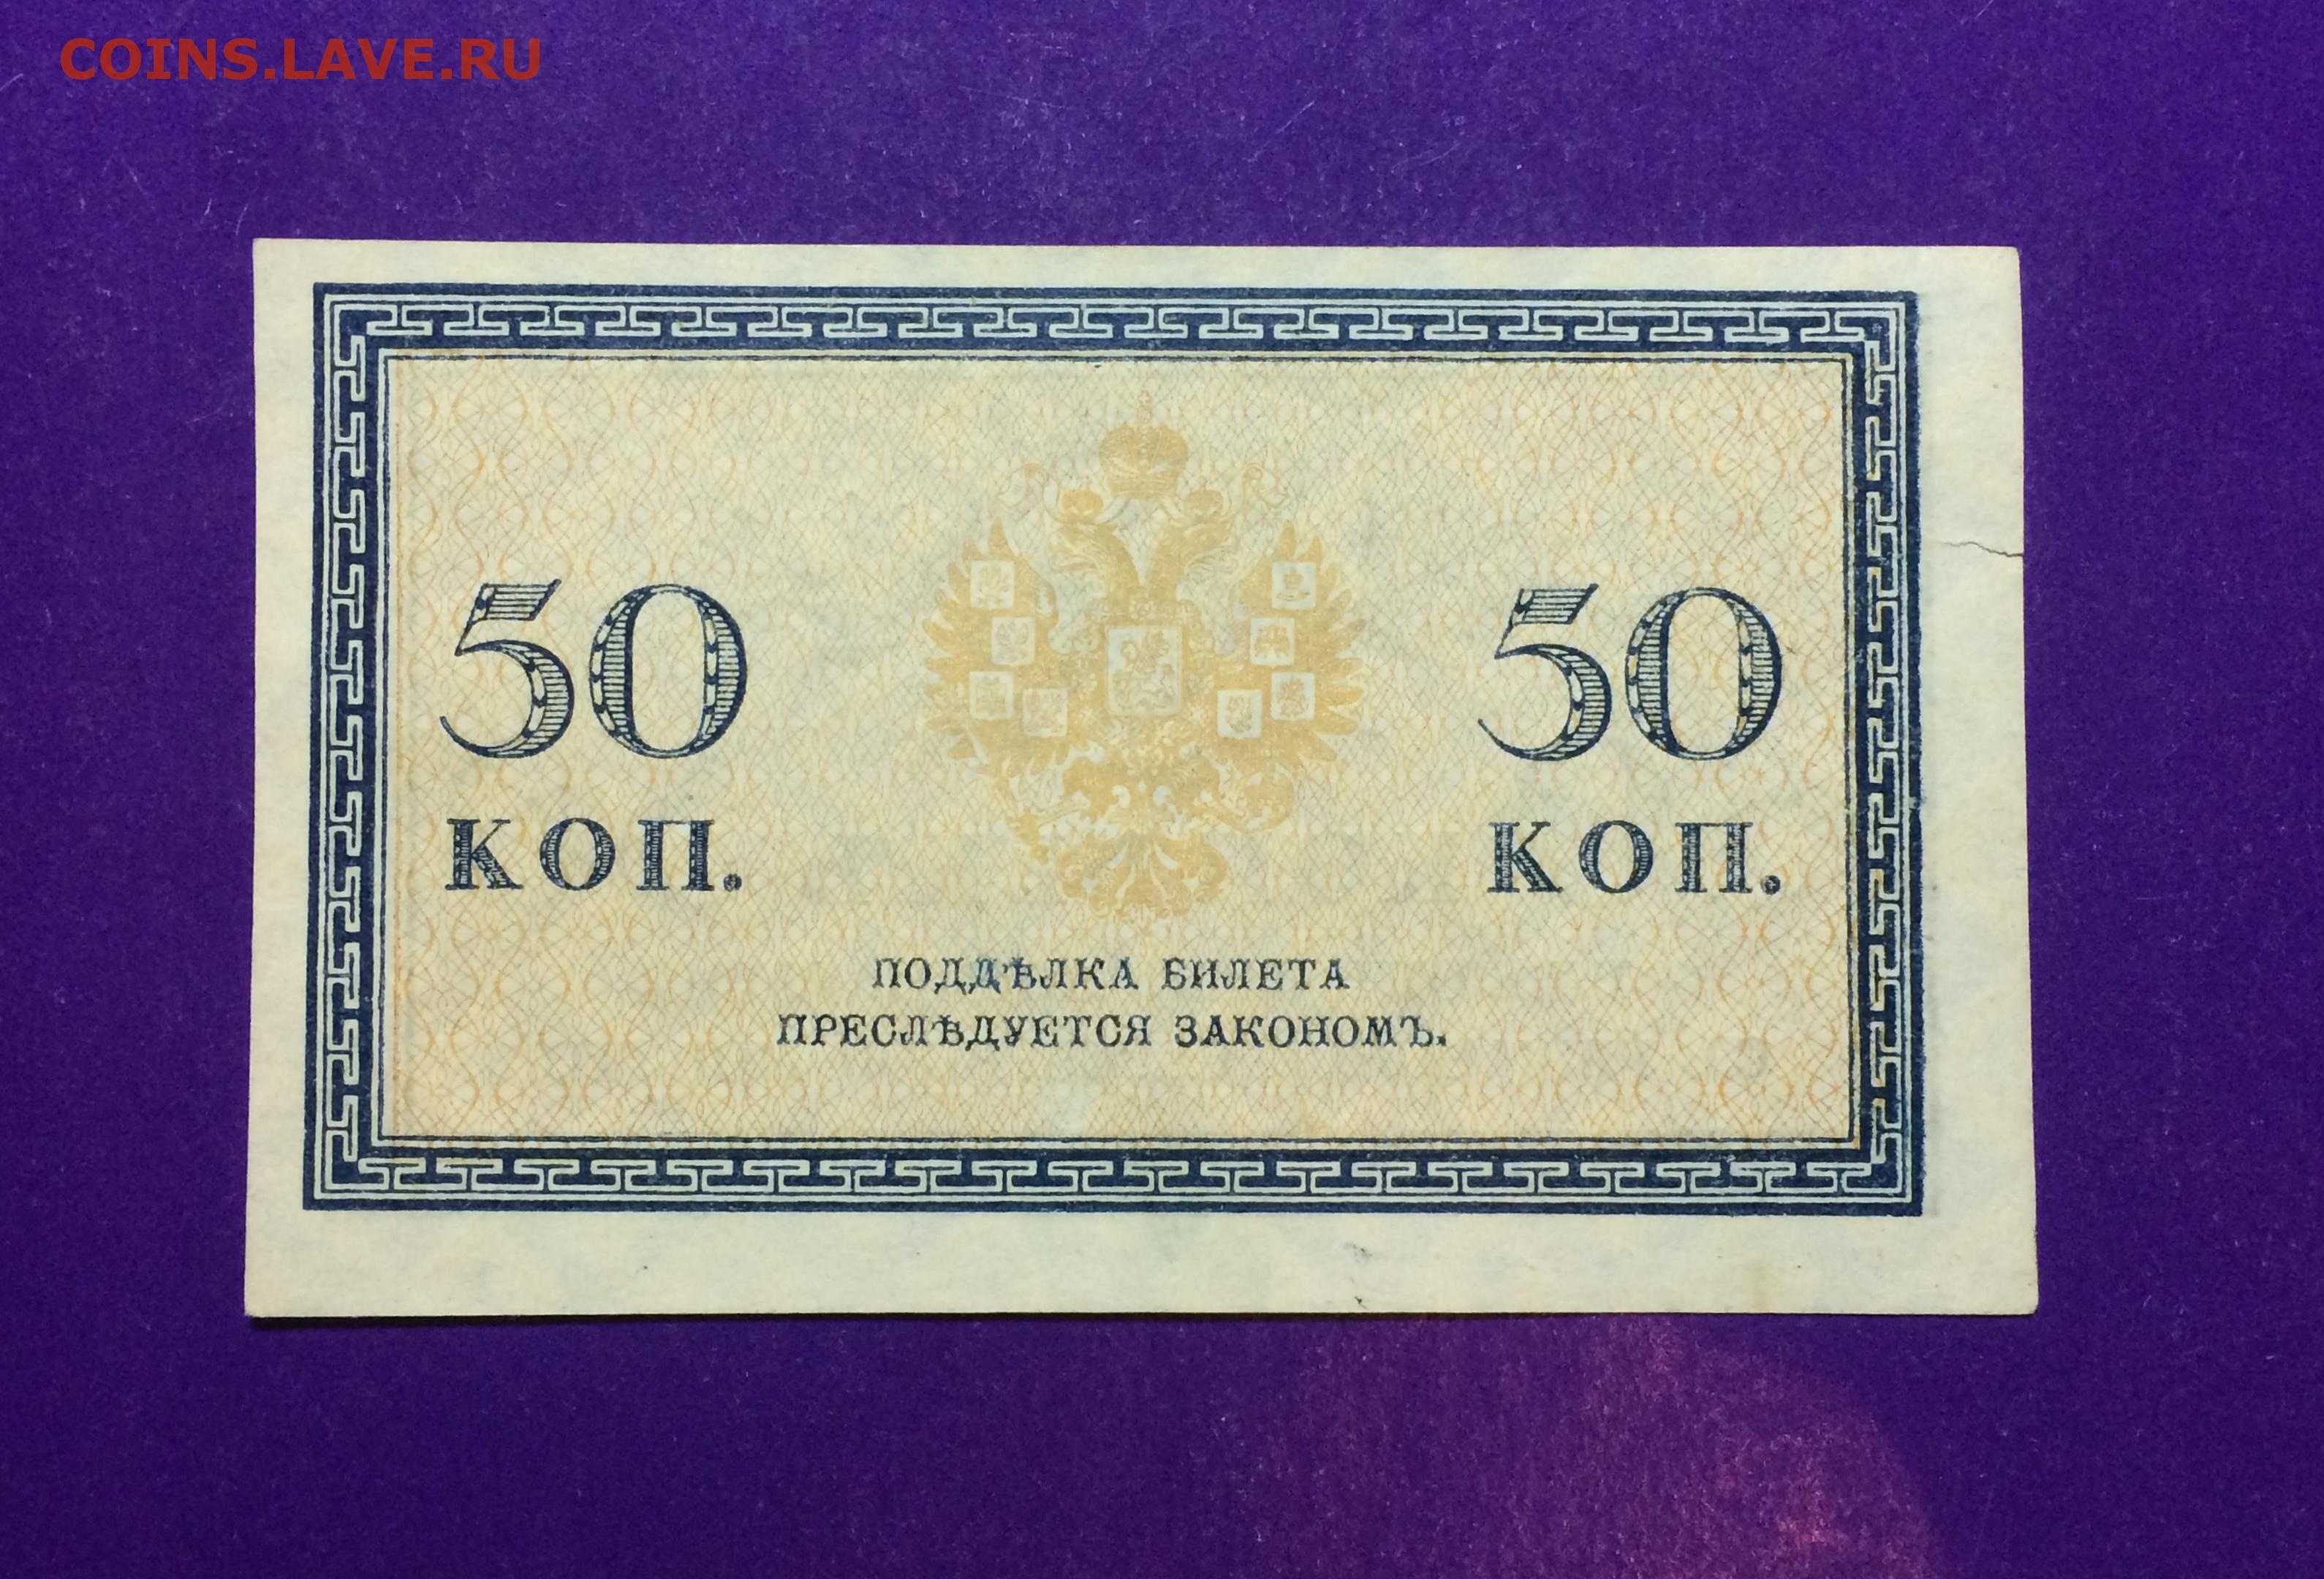 COINS.LAVE.RU
50 50
КОП. КОП.
ПОДДѢЛКА БИЛЕТА
ПРЕСЛѢДУЕТСЯ ЗАКОНОМЪ.